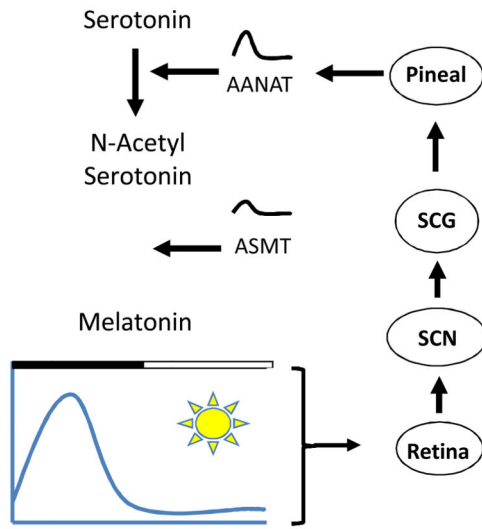 Serotonin
AANAT
Pineal
N-Acetyl
Serotonin
SCG
ASMT
SCN
Melatonin
Retina